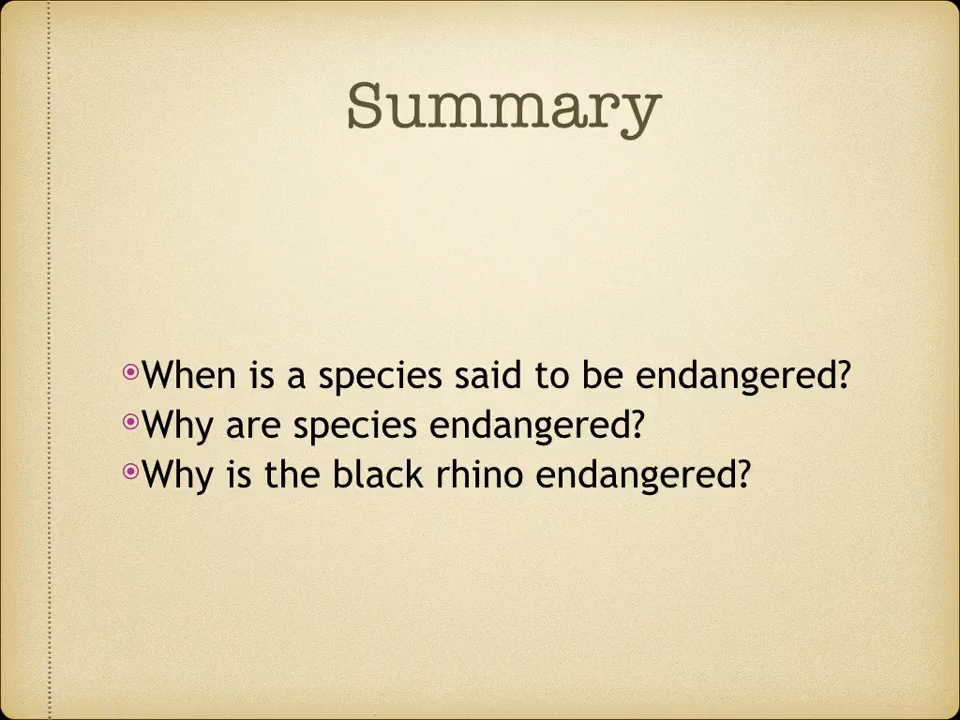 Summary
When is a species said to be endangered?
Why are species endangered?
Why is the black rhino endangered?